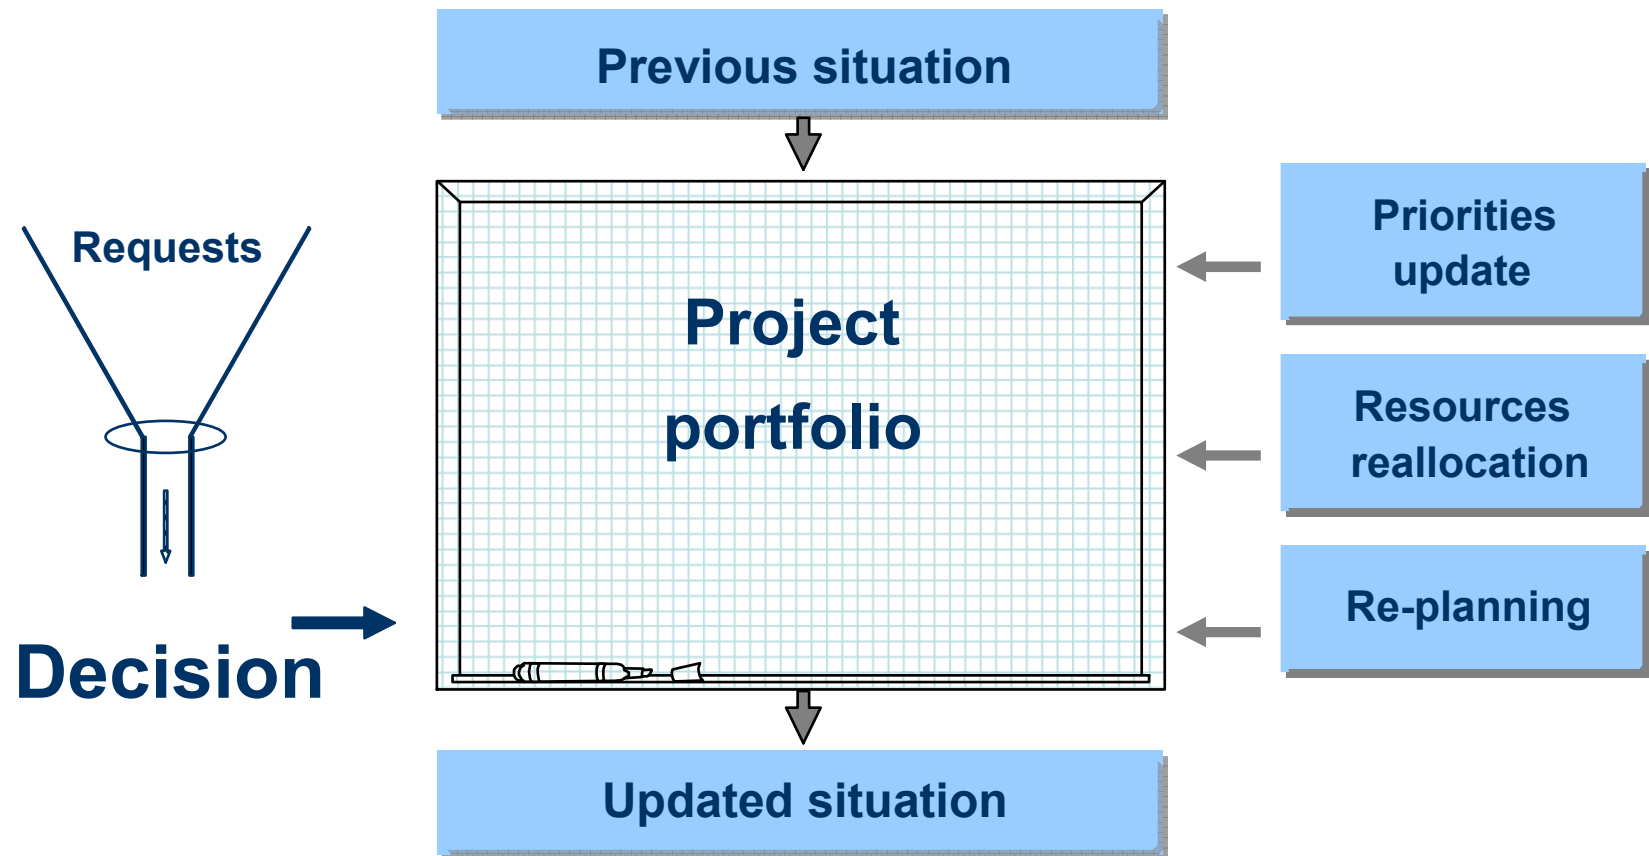 Previous situation
Requests
Decision
Project
portfolio
Priorities
update
Resources
reallocation
Re-planning
Updated situation